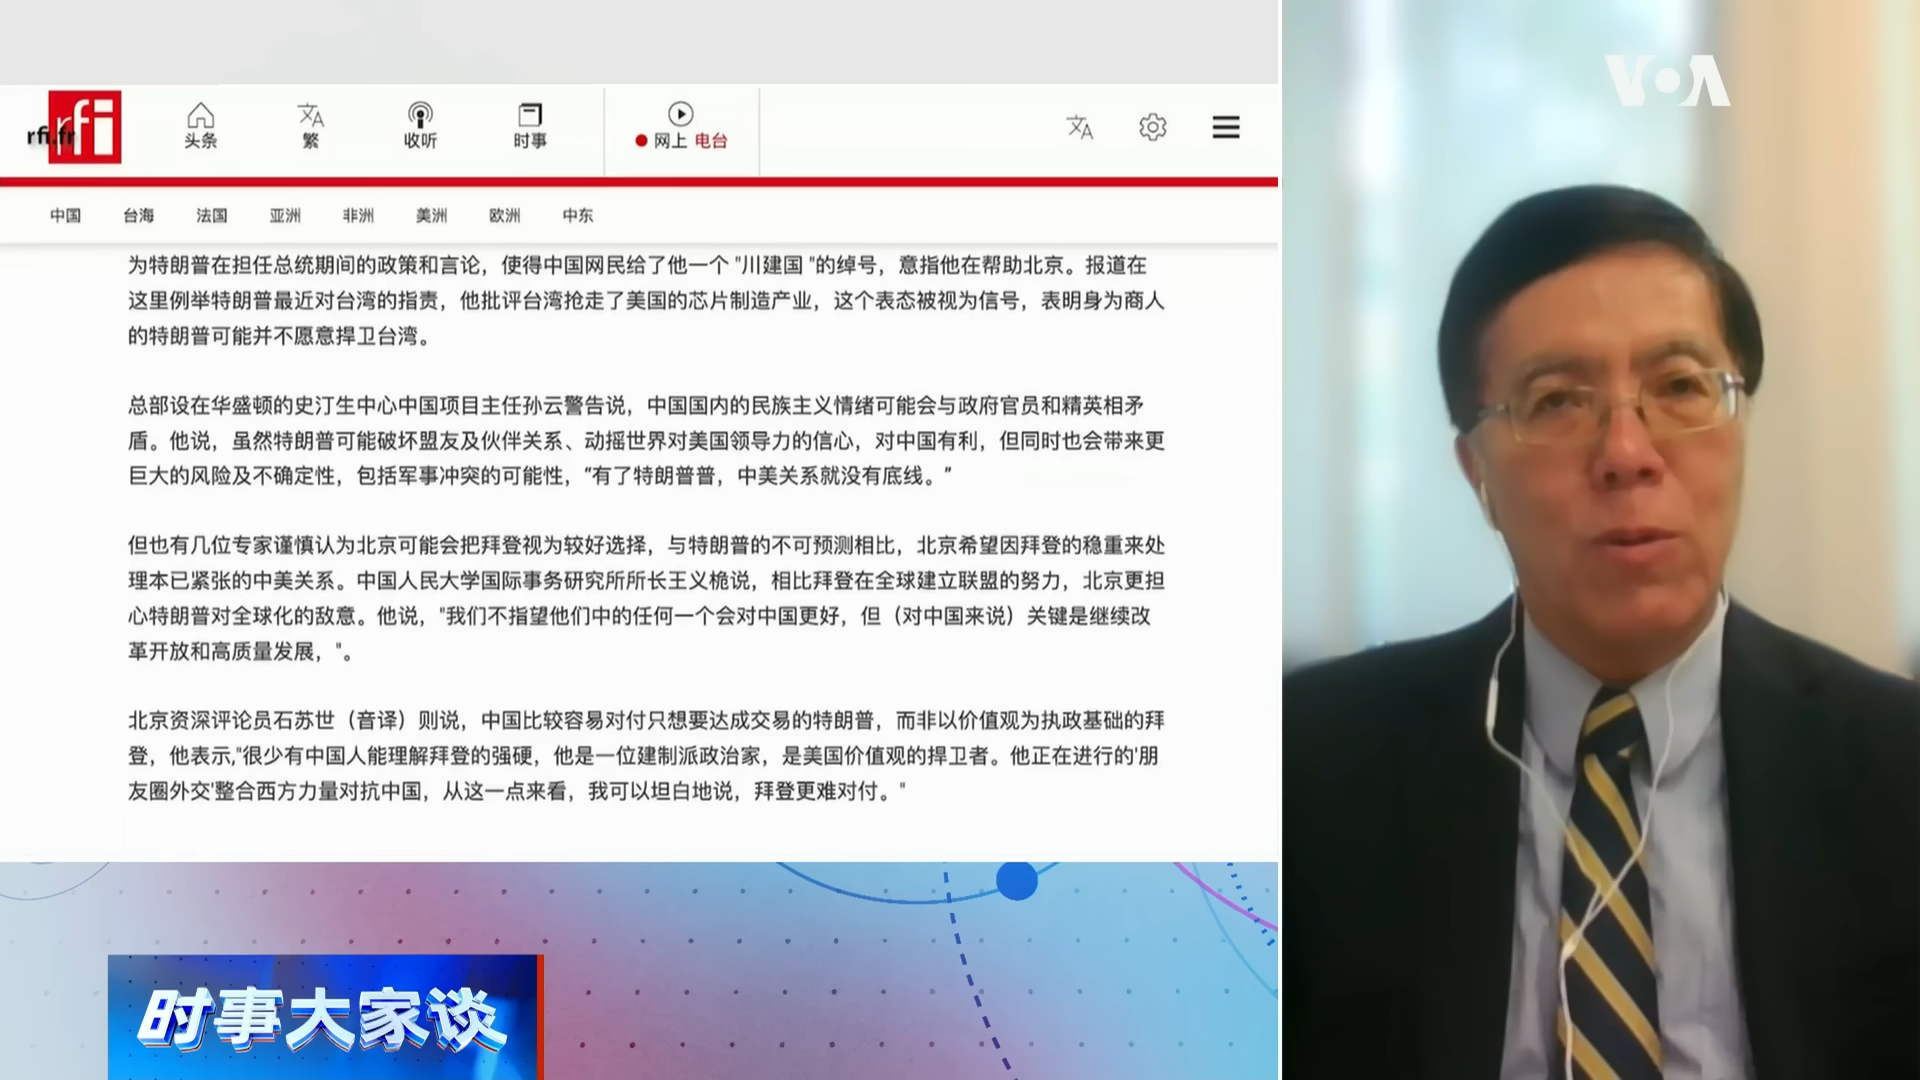 VOA
rfi
rfi.fr
头条
繁
收听
时事
网上 电台
中国 台海 法国 亚洲 非洲 美洲 欧洲 中东
为特朗普在担任总统期间的政策和言论，使得中国网民给了他一个 "川建国 "的绰号，意指他在帮助北京。报道在
这里例举特朗普最近对台湾的指责，他批评台湾抢走了美国的芯片制造产业，这个表态被视为信号，表明身为商人
的特朗普可能并不愿意捍卫台湾。
总部设在华盛顿的史汀生中心中国项目主任孙云警告说，中国国内的民族主义情绪可能会与政府官员和精英相矛
盾。他说，虽然特朗普可能破坏盟友及伙伴关系、动摇世界对美国领导力的信心，对中国有利，但同时也会带来更
巨大的风险及不确定性，包括军事冲突的可能性，“有了特朗普普，中美关系就没有底线。”
但也有几位专家谨慎认为北京可能会把拜登视为较好选择，与特朗普的不可预测相比，北京希望因拜登的稳重来处
理本已紧张的中美关系。中国人民大学国际事务研究所所长王义桅说，相比拜登在全球建立联盟的努力，北京更担
心特朗普对全球化的敌意。他说，"我们不指望他们中的任何一个会对中国更好，但（对中国来说）关键是继续改
革开放和高质量发展，"。
北京资深评论员石苏世（音译）则说，中国比较容易对付只想要达成交易的特朗普，而非以价值观为执政基础的拜
登，他表示,"很少有中国人能理解拜登的强硬，他是一位建制派政治家，是美国价值观的捍卫者。他正在进行的'朋
友圈外交'整合西方力量对抗中国，从这一点来看，我可以坦白地说，拜登更难对付。"
时事大家谈